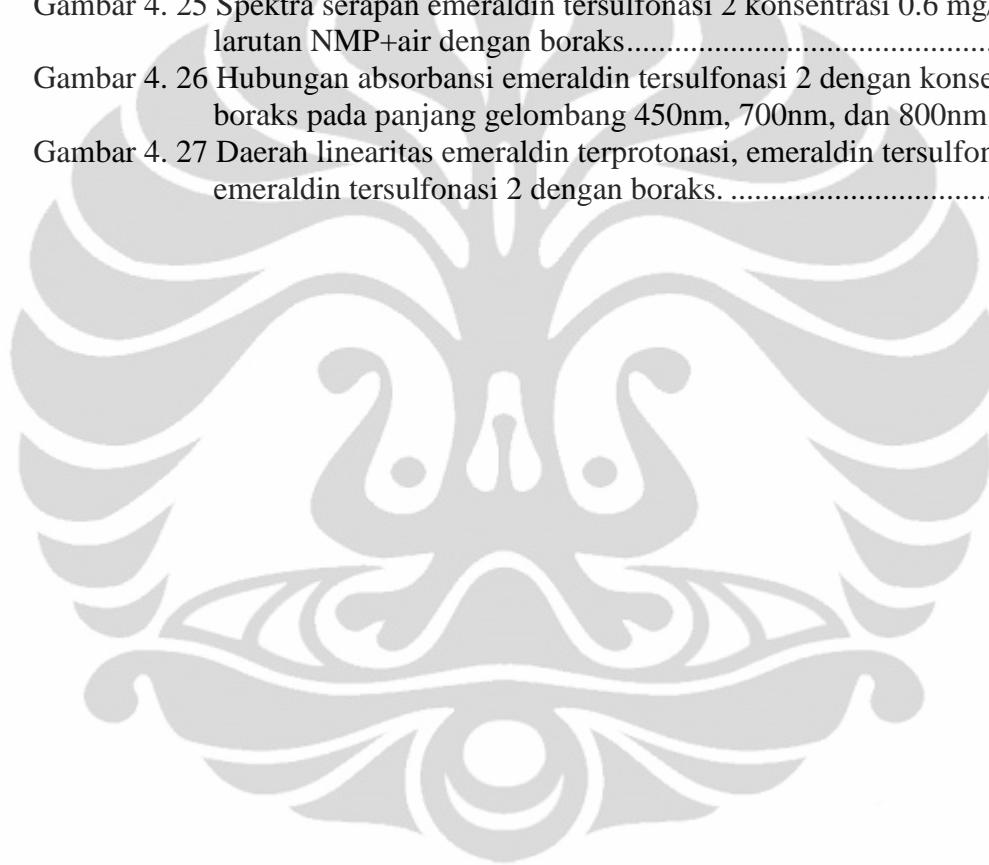 Gambar 4. 25 Spektra serapan emeraldin tersulfonasi 2 konsentrasi 0.6 mg/
larutan NMP+air dengan boraks.......................................
Gambar 4. 26 Hubungan absorbansi emeraldin tersulfonasi 2 dengan konse
boraks pada panjang gelombang 450nm, 700nm, dan 800nm
Gambar 4. 27 Daerah linearitas emeraldin terprotonasi, emeraldin tersulfon
emeraldin tersulfonasi 2 dengan boraks. ............................